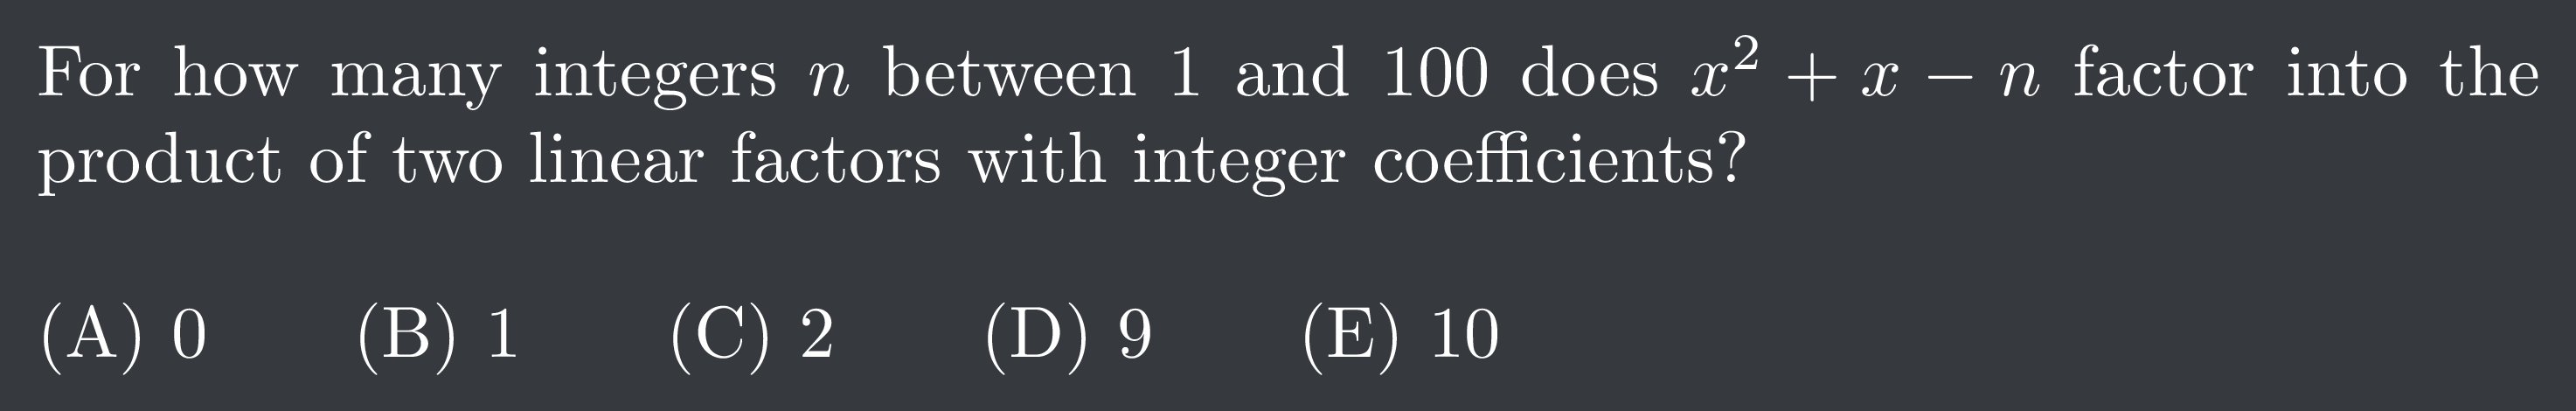 For how many integers n between 1 and 100 does x² + x − n factor into the
product of two linear factors with integer coefficients?
(A) 0 (B) 1 (C) 2 (D) 9 (E) 10